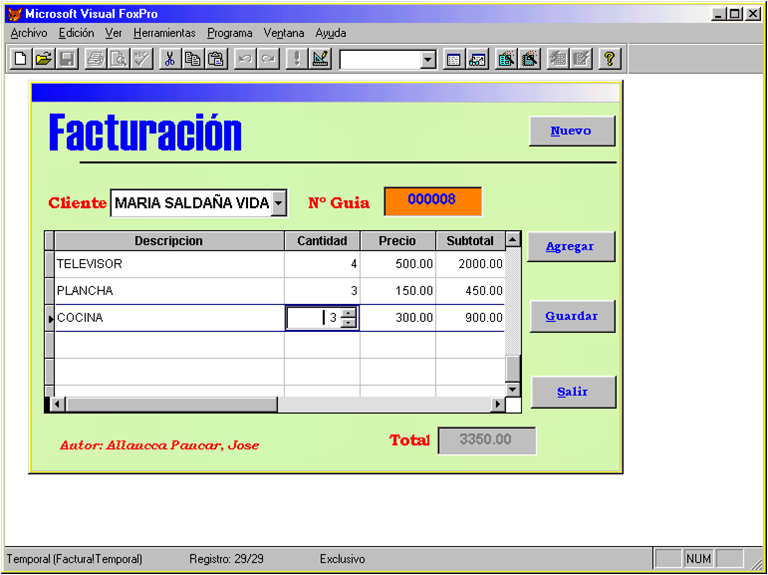 Microsoft Visual FoxPro
Archivo Edición Ver Herramientas Programa Ventana Ayuda
Facturación
Nuevo
Cliente MARIA SALDAÑA VIDA Nº Guia 000008
Descripcion Cantidad Precio Subtotal
Agregar
TELEVISOR 4 500.00 2000.00
PLANCHA 3 150.00 450.00
COCINA 3 300.00 900.00
Guardar
Salir
Autor: Allaucca Paucar, Jose
Total 3350.00
Temporal (Factura!Temporal) Registro: 29/29 Exclusivo NUM